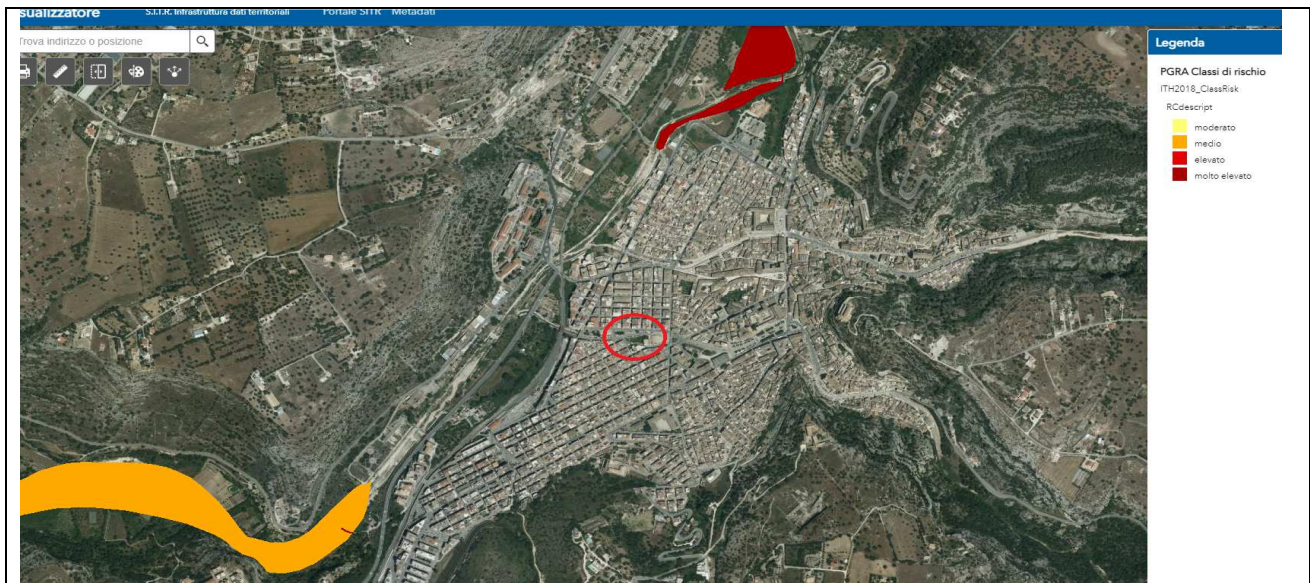 sualizzatore
S.I.T.R. Infrastruttura dati territoriali
Portale SITR Metadati
Trova indirizzo o posizione
Legenda
PGRA Classi di rischio
ITH2018_ClassRisk
RCdescript
moderato
medio
elevato
molto elevato